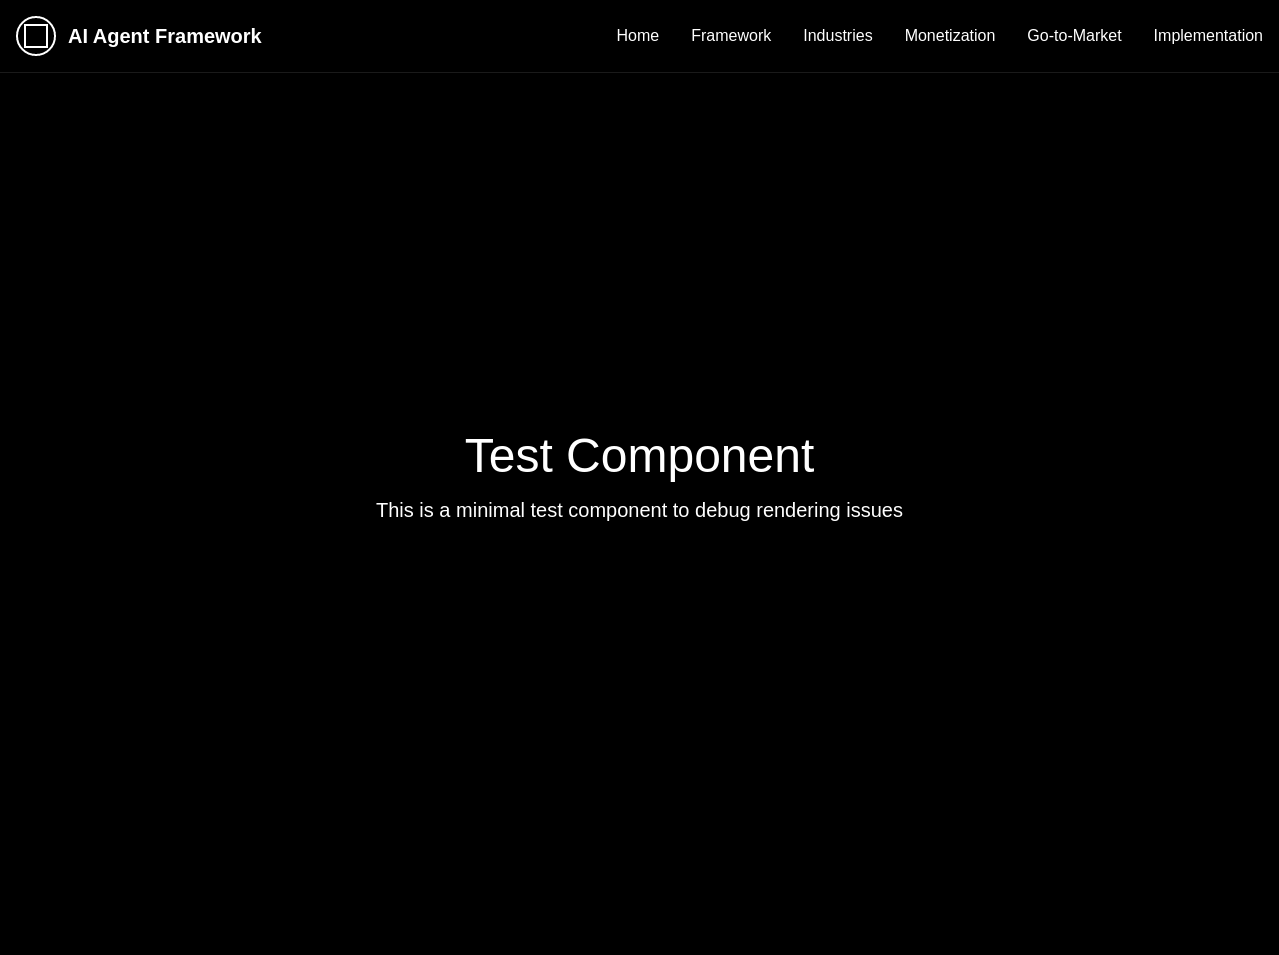 AI Agent Framework
Home Framework Industries Monetization Go-to-Market Implementation
Test Component
This is a minimal test component to debug rendering issues